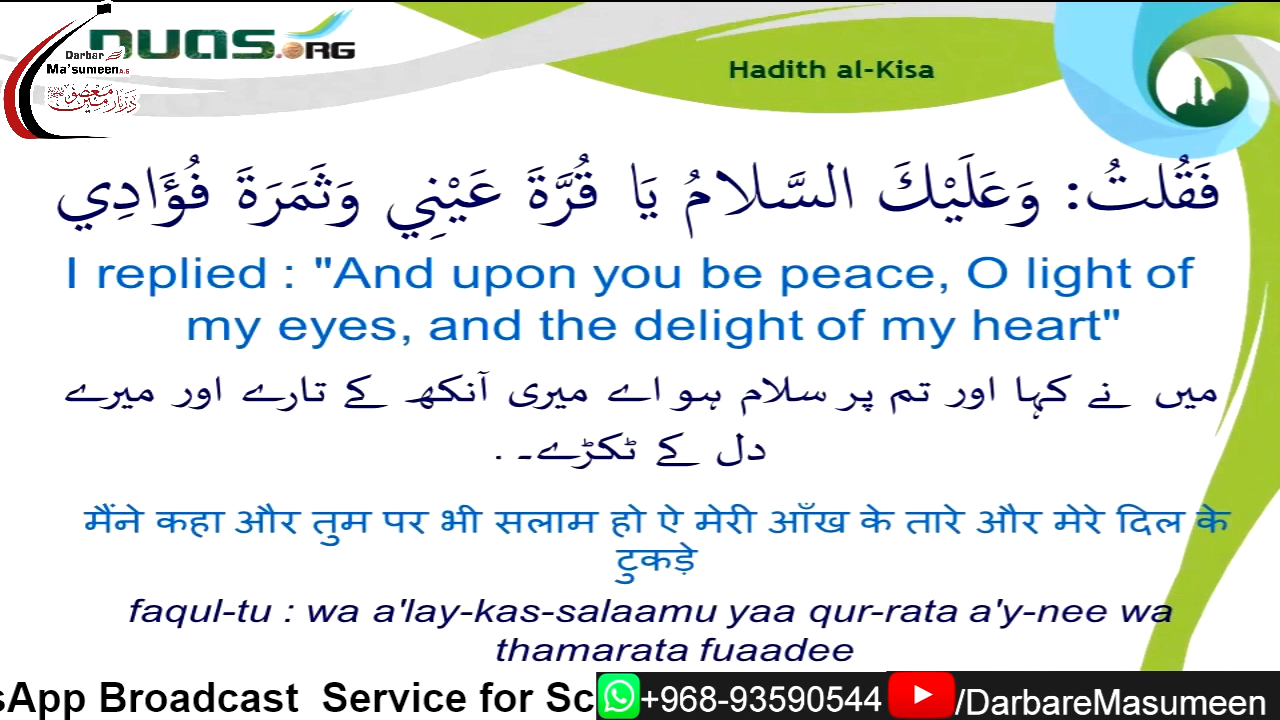 DUAS.ORG
Darbar
Ma'sumeen A.S
دربار معصومین
Hadith al-Kisa
فَقُلتُ: وَعَلَيْكَ السَّلامُ يَا قُرَّةَ عَيْنِي وَثَمَرَةَ فُؤَادِي
I replied : "And upon you be peace, O light of
my eyes, and the delight of my heart"
میں نے کہا اور تم پر سلام ہو اے میری آنکھ کے تارے اور میرے
دل کے ٹکڑے۔ .
मैंने कहा और तुम पर भी सलाम हो ऐ मेरी आँख के तारे और मेरे दिल के
टुकड़े
faqul-tu : wa a'lay-kas-salaamu yaa qur-rata a'y-nee wa
thamarata fuaadee
sApp Broadcast Service for Sc +968-93590544 /DarbareMasumeen